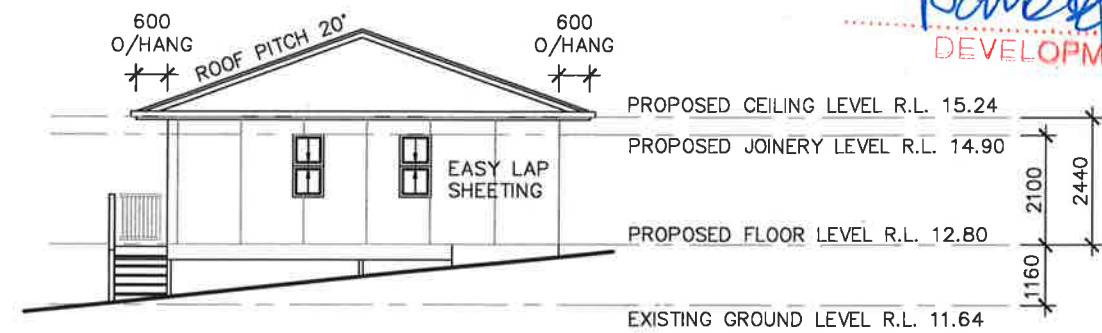 600
O/HANG
ROOF PITCH 20°
600
O/HANG
DEVELOPM
PROPOSED CEILING LEVEL R.L. 15.24
PROPOSED JOINERY LEVEL R.L. 14.90
EASY LAP
SHEETING
2100
2440
PROPOSED FLOOR LEVEL R.L. 12.80
1160
EXISTING GROUND LEVEL R.L. 11.64